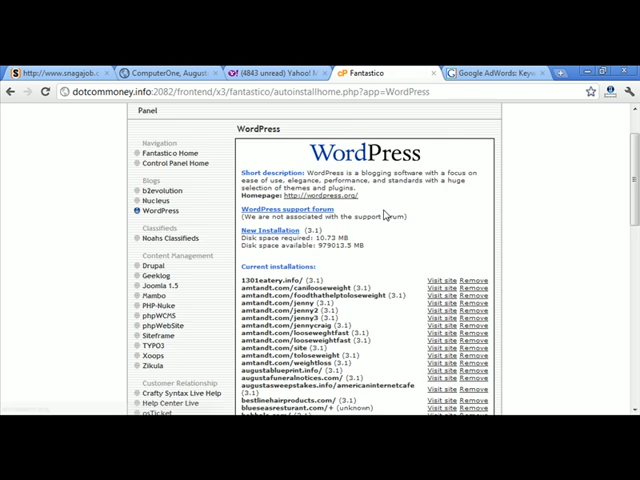 http://www.snagajob.c
ComputerOne, August
(4843 unread) Yahoo! M
cP Fantastico
Google AdWords: Keyw
dotcommoney.info:2082/frontend/x3/fantastico/autoinstallhome.php?app=WordPress
Panel
Navigation
Fantastico Home
Control Panel Home
Blogs
b2evolution
Nucleus
WordPress
Classifieds
Noahs Classifieds
Content Management
Drupal
Geeklog
Joomla 1.5
Mambo
PHP-Nuke
phpWCMS
phpWebSite
Siteframe
TYPO3
Xoops
Zikula
Customer Relationship
Crafty Syntax Live Help
Help Center Live
osTicket
WordPress
WordPress
Short description: WordPress is a blogging software with a focus on
ease of use, elegance, performance, and standards with a huge
selection of themes and plugins.
Homepage: http://wordpress.org/
WordPress support forum
(We are not associated with the support forum)
New Installation (3.1)
Disk space required: 10.73 MB
Disk space available: 979013.5 MB
Current installations:
1301eatery.info/ (3.1) Visit site Remove
amtandt.com/canilooseweight (3.1) Visit site Remove
amtandt.com/foodthathelptoloseweight (3.1) Visit site Remove
amtandt.com/jenny (3.1) Visit site Remove
amtandt.com/jenny2 (3.1) Visit site Remove
amtandt.com/jenny3 (3.1) Visit site Remove
amtandt.com/jennycraig (3.1) Visit site Remove
amtandt.com/looseweightfast (3.1) Visit site Remove
amtandt.com/loseweightfast (3.1) Visit site Remove
amtandt.com/site (3.1) Visit site Remove
amtandt.com/toloseweight (3.1) Visit site Remove
amtandt.com/weightloss (3.1) Visit site Remove
augustablueprint.info/ (3.1) Visit site Remove
augustafuneralnotices.com/ (3.1) Visit site Remove
augustasweepstakes.info/americaninternetcafe
(3.1) Visit site Remove
bestlinehairproducts.com/ (3.1) Visit site Remove
blueseasresturant.com/+ (unknown) Visit site Remove